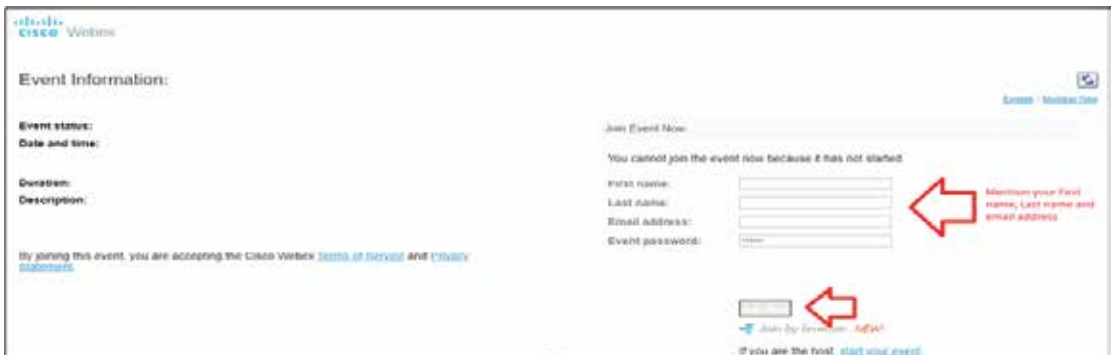 cisco Webex
Event Information:
English : Mumbai Time
Event status:
Date and time:
Duration:
Description:
By joining this event, you are accepting the Cisco Webex Terms of Service and Privacy
Statement.
Join Event Now
You cannot join the event now because it has not started.
First name:
Last name:
Email address:
Event password:
Mention your First
name, Last name and
email address
Join by browser NEW!
If you are the host, start your event.